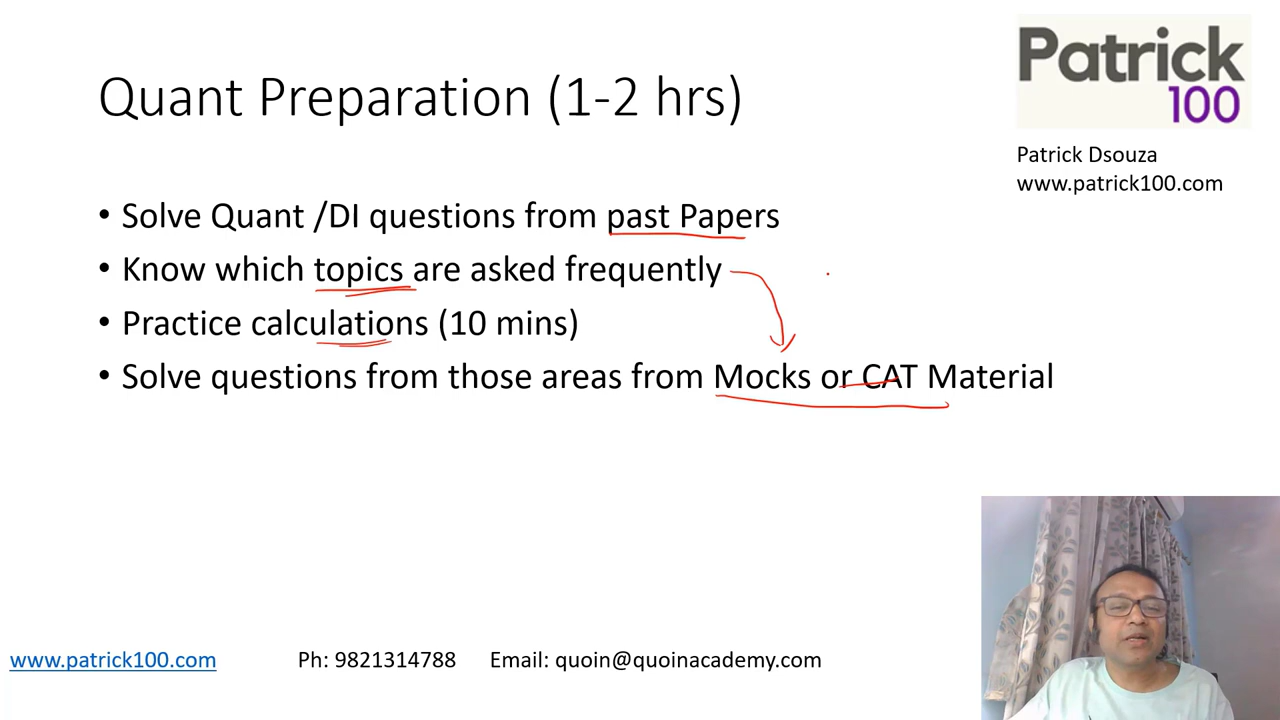 Patrick
100
Quant Preparation (1-2 hrs)
Patrick Dsouza
www.patrick100.com
• Solve Quant /DI questions from past Papers
• Know which topics are asked frequently
• Practice calculations (10 mins)
• Solve questions from those areas from Mocks or CAT Material
www.patrick100.com Ph: 9821314788 Email: quoin@quoinacademy.com